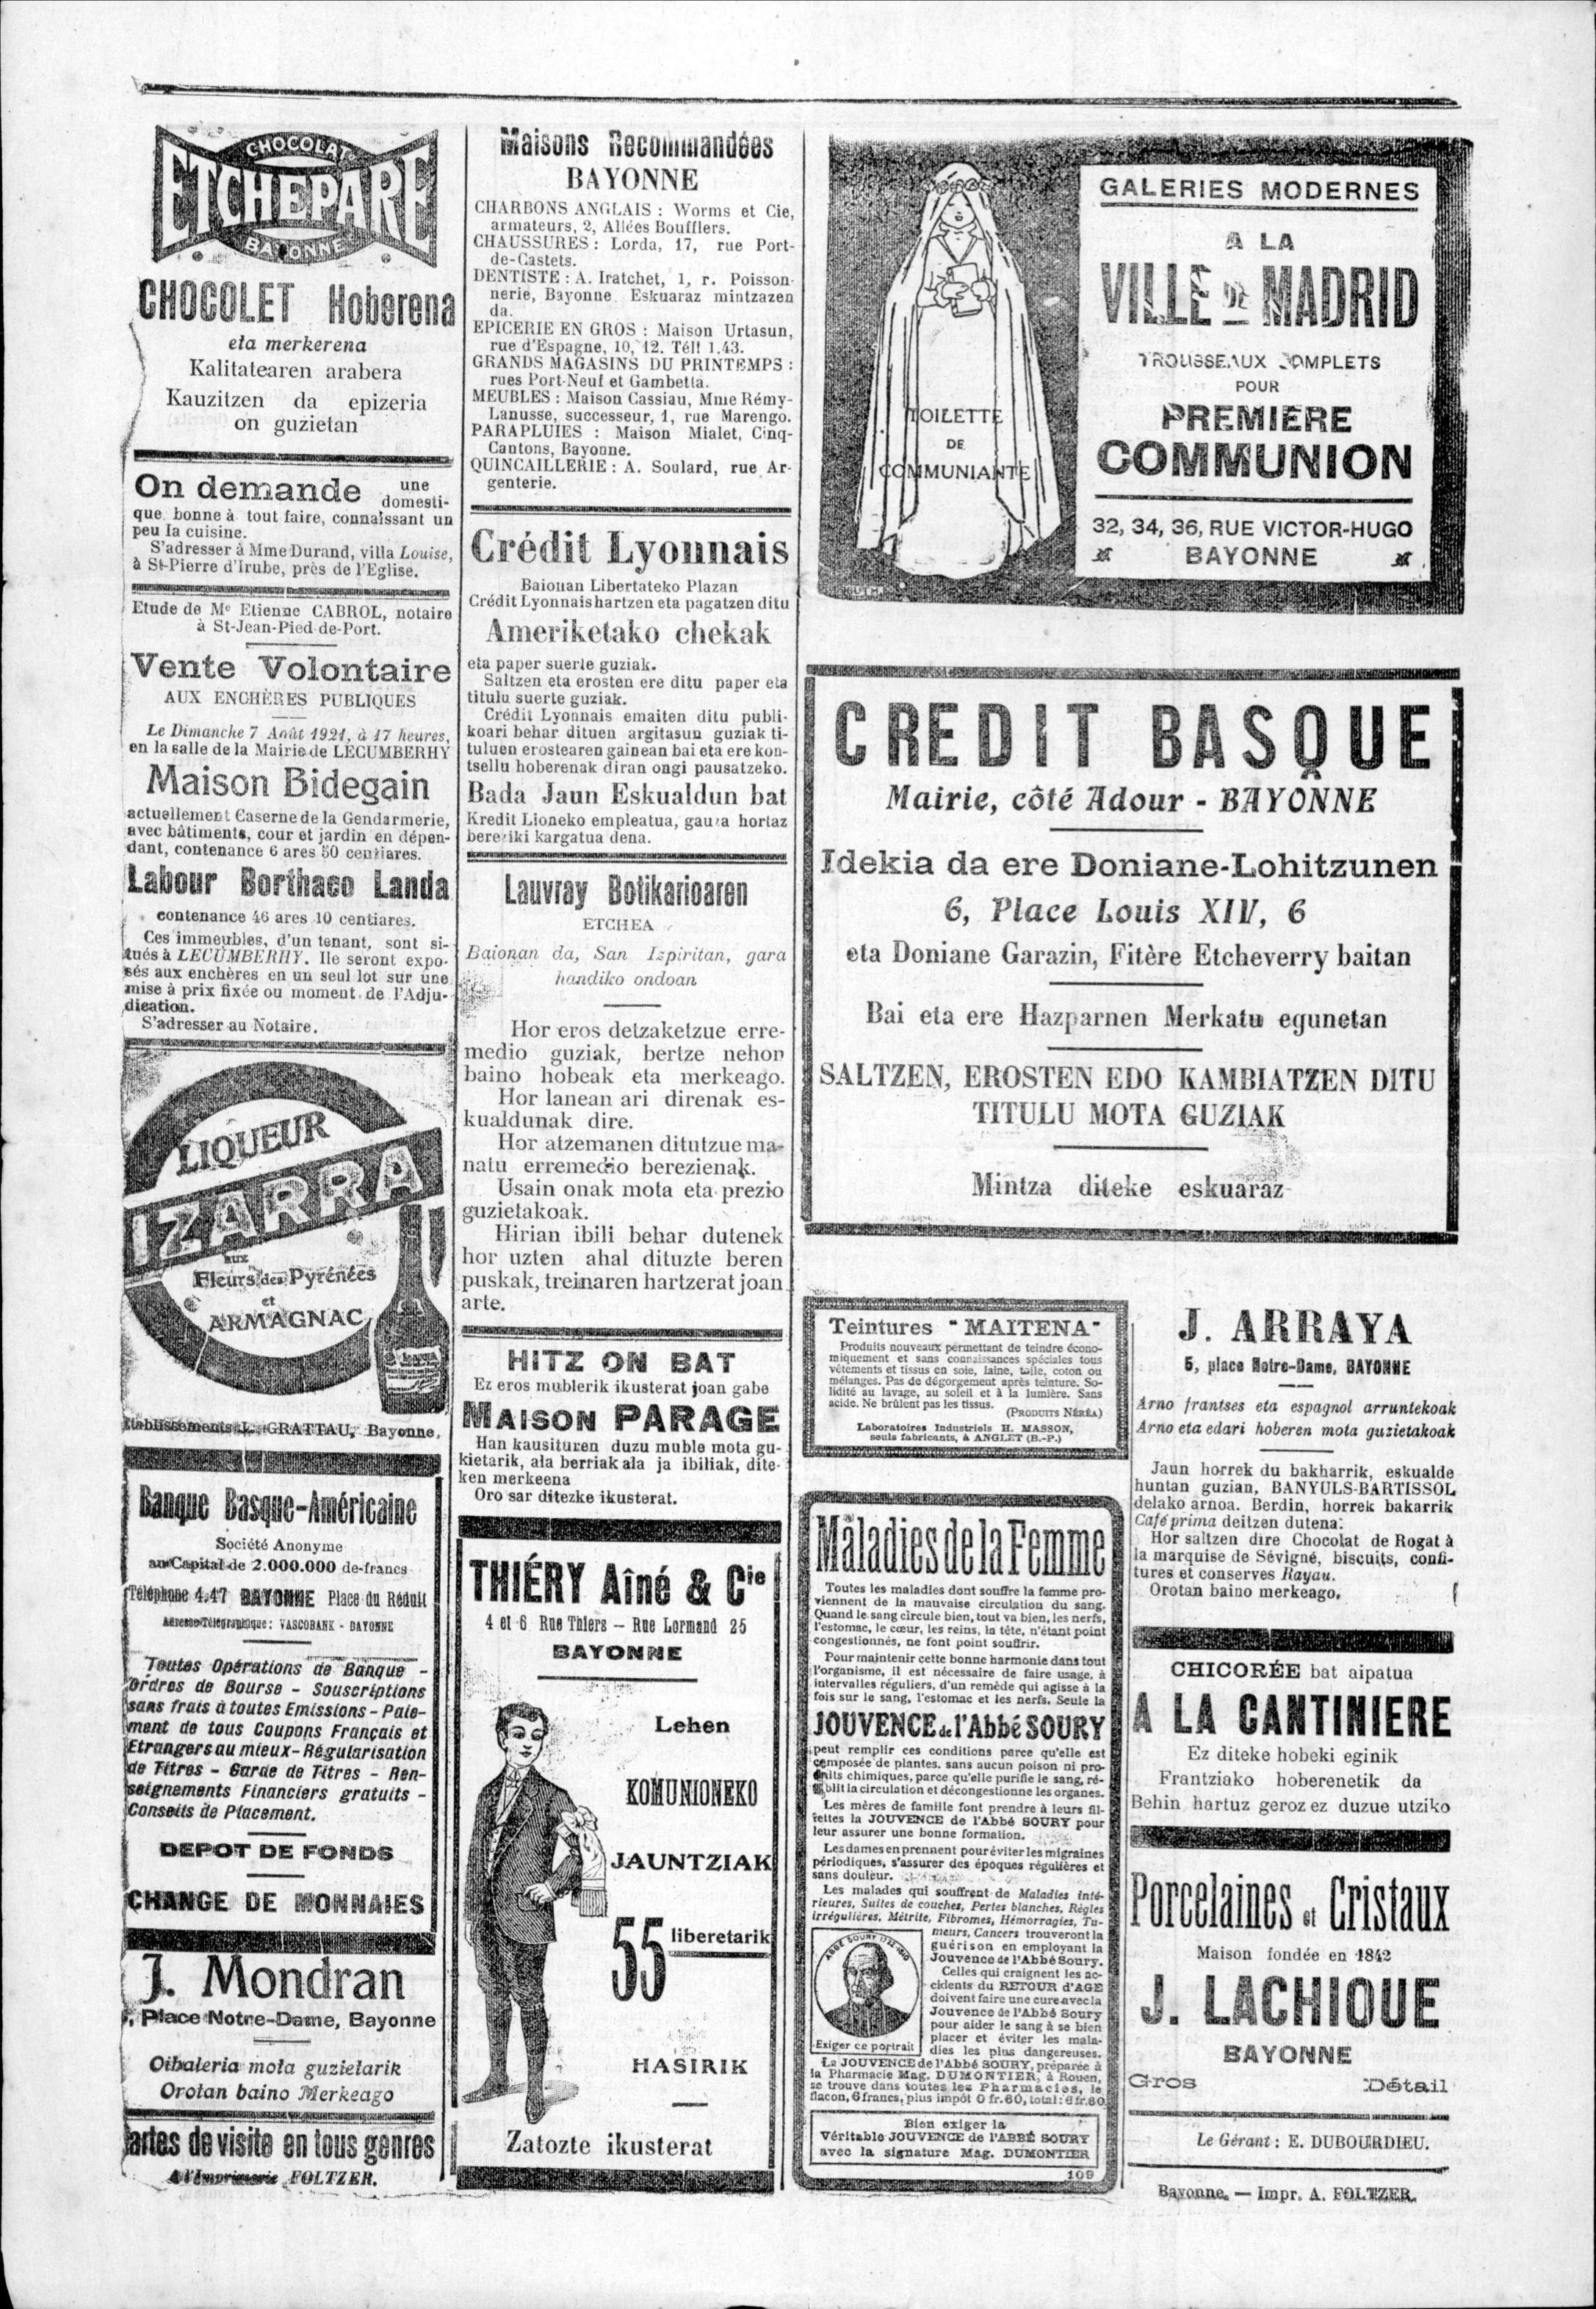 CHOCOLAT
ETCHEPARE
BAYONNE
CHOCOLET Hoberena
eta merkerena
Kalitatearen arabera
Kauzitzen da epizeria
on guzietan
On demande une
domesti-
que bonne à tout faire, connaissant un
peu la cuisine.
S'adresser à Mme Durand, villa Louise,
à St-Pierre d'Irube, près de l'Eglise.
Etude de Me Etienne CABROL, notaire
à St-Jean-Pied-de-Port.
Vente Volontaire
AUX ENCHÈRES PUBLIQUES
Le Dimanche 7 Août 1921, à 17 heures,
en la salle de la Mairie de LECUMBERHY
Maison Bidegain
actuellement Caserne de la Gendarmerie,
avec bâtiments, cour et jardin en dépen-
dant, contenance 6 ares 50 centiares.
Labour Borthaco Landa
contenance 46 ares 10 centiares.
Ces immeubles, d'un tenant, sont si-
tués à LECUMBERHY. Ils seront expo-
sés aux enchères en un seul lot sur une
mise à prix fixée ou moment de l'Adju-
dication.
S'adresser au Notaire.
LIQUEUR
IZARRA
aux
Fleurs des Pyrénées
et
ARMAGNAC
Etablissements L. GRATTAU, Bayonne,
Banque Basque-Américaine
Société Anonyme
au Capital de 2.000.000 de francs
Téléphone 4.47 BAYONNE Place du Réduit
Adresse Télégraphique : VASCOBANK - BAYONNE
Toutes Opérations de Banque -
Ordres de Bourse - Souscriptions
sans frais à toutes Emissions - Paie-
ment de tous Coupons Français et
Etrangers au mieux - Régularisation
de Titres - Garde de Titres - Ren-
seignements Financiers gratuits -
Conseils de Placement.
DEPOT DE FONDS
CHANGE DE MONNAIES
J. Mondran
Place Notre-Dame, Bayonne
Oihaleria mota guzietarik
Orotan baino Merkeago
artes de visite en tous genres
A l'Imprimerie FOLTZER.
Maisons Recommandées
BAYONNE
CHARBONS ANGLAIS : Worms et Cie,
armateurs, 2, Allées Boufflers.
CHAUSSURES : Lorda, 17, rue Port-
de-Castets.
DENTISTE : A. Iratchet, 1, r. Poisson-
nerie, Bayonne. Eskuaraz mintzazen
da.
EPICERIE EN GROS : Maison Urtasun,
rue d'Espagne, 10, 12. Télt 1.43.
GRANDS MAGASINS DU PRINTEMPS :
rues Port-Neuf et Gambetta.
MEUBLES : Maison Cassiau, Mme Rémy-
Lanusse, successeur, 1, rue Marengo.
PARAPLUIES : Maison Mialet, Cinq-
Cantons, Bayonne.
QUINCAILLERIE : A. Soulard, rue Ar-
genterie.
Crédit Lyonnais
Baionan Libertateko Plazan
Crédit Lyonnais hartzen eta pagatzen ditu
Ameriketako chekak
eta paper suerte guziak.
Saltzen eta erosten ere ditu paper eta
titulu suerte guziak.
Crédit Lyonnais emaiten ditu publi-
koari behar dituen argitasun guziak ti-
tuluen erostearen gainean bai eta ere kon-
tsellu hoberenak diran ongi pausatzeko.
Bada Jaun Eskualdun bat
Kredit Lioneko empleatua, gauza hortaz
bereziki kargatua dena.
Lauvray Botikarioaren
ETCHEA
Baionan da, San Izpiritan, gara
handiko ondoan
Hor eros detzaketzue erre-
medio guziak, bertze nehon
baino hobeak eta merkeago.
Hor lanean ari direnak es-
kualdunak dire.
Hor atzemanen ditutzue ma-
natu erremedio berezienak.
Usain onak mota eta prezio
guzietakoak.
Hirian ibili behar dutenek
hor uzten ahal dituzte beren
puskak, treinaren hartzerat joan
arte.
HITZ ON BAT
Ez eros mublerik ikusterat joan gabe
MAISON PARAGE
Han kausituren duzu muble mota gu-
kietarik, ala berriak ala ja ibiliak, dite-
ken merkeena
Oro sar ditezke ikusterat.
THIÉRY Aîné & Cie
4 et 6 Rue Thiers — Rue Lormand 25
BAYONNE
Lehen
KOMUNIONEKO
JAUNTZIAK
55 liberetarik
HASIRIK
Zatozte ikusterat
GALERIES MODERNES
A LA
VILLE DE MADRID
TROUSSEAUX COMPLETS
POUR
PREMIERE
COMMUNION
32, 34, 36, RUE VICTOR-HUGO
BAYONNE
TOILETTE
DE
COMMUNIANTE
CREDIT BASQUE
Mairie, côté Adour - BAYONNE
Idekia da ere Doniane-Lohitzunen
6, Place Louis XIV, 6
eta Doniane Garazin, Fitère Etcheverry baitan
Bai eta ere Hazparnen Merkatu egunetan
SALTZEN, EROSTEN EDO KAMBIATZEN DITU
TITULU MOTA GUZIAK
Mintza diteke eskuaraz
Teintures "MAITENA"
Produits nouveaux permettant de teindre écono-
miquement et sans connaissances spéciales tous
vêtements et tissus en soie, laine, toile, coton ou
mélanges. Pas de dégorgement après teinture. So-
lidité au lavage, au soleil et à la lumière. Sans
acide. Ne brûlent pas les tissus.
(PRODUITS NÉRÉA)
Laboratoires Industriels H. MASSON,
seuls fabricants, à ANGLET (B.-P.)
Maladies de la Femme
Toutes les maladies dont souffre la femme pro-
viennent de la mauvaise circulation du sang.
Quand le sang circule bien, tout va bien, les nerfs,
l'estomac, le cœur, les reins, la tête, n'étant point
congestionnés, ne font point souffrir.
Pour maintenir cette bonne harmonie dans tout
l'organisme, il est nécessaire de faire usage, à
intervalles réguliers, d'un remède qui agisse à la
fois sur le sang, l'estomac et les nerfs. Seule la
JOUVENCE de l'Abbé SOURY
peut remplir ces conditions parce qu'elle est
composée de plantes, sans aucun poison ni pro-
duits chimiques, parce qu'elle purifie le sang, ré-
tablit la circulation et décongestionne les organes.
Les mères de famille font prendre à leurs fil-
lettes la JOUVENCE de l'Abbé SOURY pour
leur assurer une bonne formation.
Les dames en prennent pour éviter les migraines
périodiques, s'assurer des époques régulières et
sans douleur.
Les malades qui souffrent de Maladies inté-
rieures, Suites de couches, Pertes blanches, Règles
irrégulières, Métrite, Fibromes, Hémorragies, Tu-
meurs, Cancers trouveront la
guérison en employant la
Jouvence de l'Abbé Soury.
Celles qui craignent les ac-
cidents du RETOUR d'AGE
doivent faire une cure avec la
Jouvence de l'Abbé Soury
pour aider le sang à se bien
placer et éviter les mala-
dies les plus dangereuses.
ABBÉ SOURY
Exiger ce portrait
La JOUVENCE de l'Abbé SOURY, préparée à
la Pharmacie Mag. DUMONTIER, à Rouen,
se trouve dans toutes les Pharmacies, le
flacon, 6 francs, plus impôt 0 fr. 60, total : 6 fr. 60.
Bien exiger la
Véritable JOUVENCE de l'ABBÉ SOURY
avec la signature Mag. DUMONTIER
109
J. ARRAYA
5, place Notre-Dame, BAYONNE
Arno frantses eta espagnol arruntekoak
Arno eta edari hoberen mota guzietakoak
Jaun horrek du bakharrik, eskualde
huntan guzian, BANYULS-BARTISSOL
delako arnoa. Berdin, horrek bakarrik
Café prima deitzen dutena.
Hor saltzen dire Chocolat de Rogat à
la marquise de Sévigné, biscuits, confi-
tures et conserves Rayau.
Orotan baino merkeago.
CHICORÉE bat aipatua
A LA CANTINIERE
Ez diteke hobeki eginik
Frantziako hoberenetik da
Behin hartuz geroz ez duzue utziko
Porcelaines et Cristaux
Maison fondée en 1842
J. LACHIQUE
BAYONNE
Gros Détail
Le Gérant : E. DUBOURDIEU.
Bayonne. — Impr. A. FOLTZER.